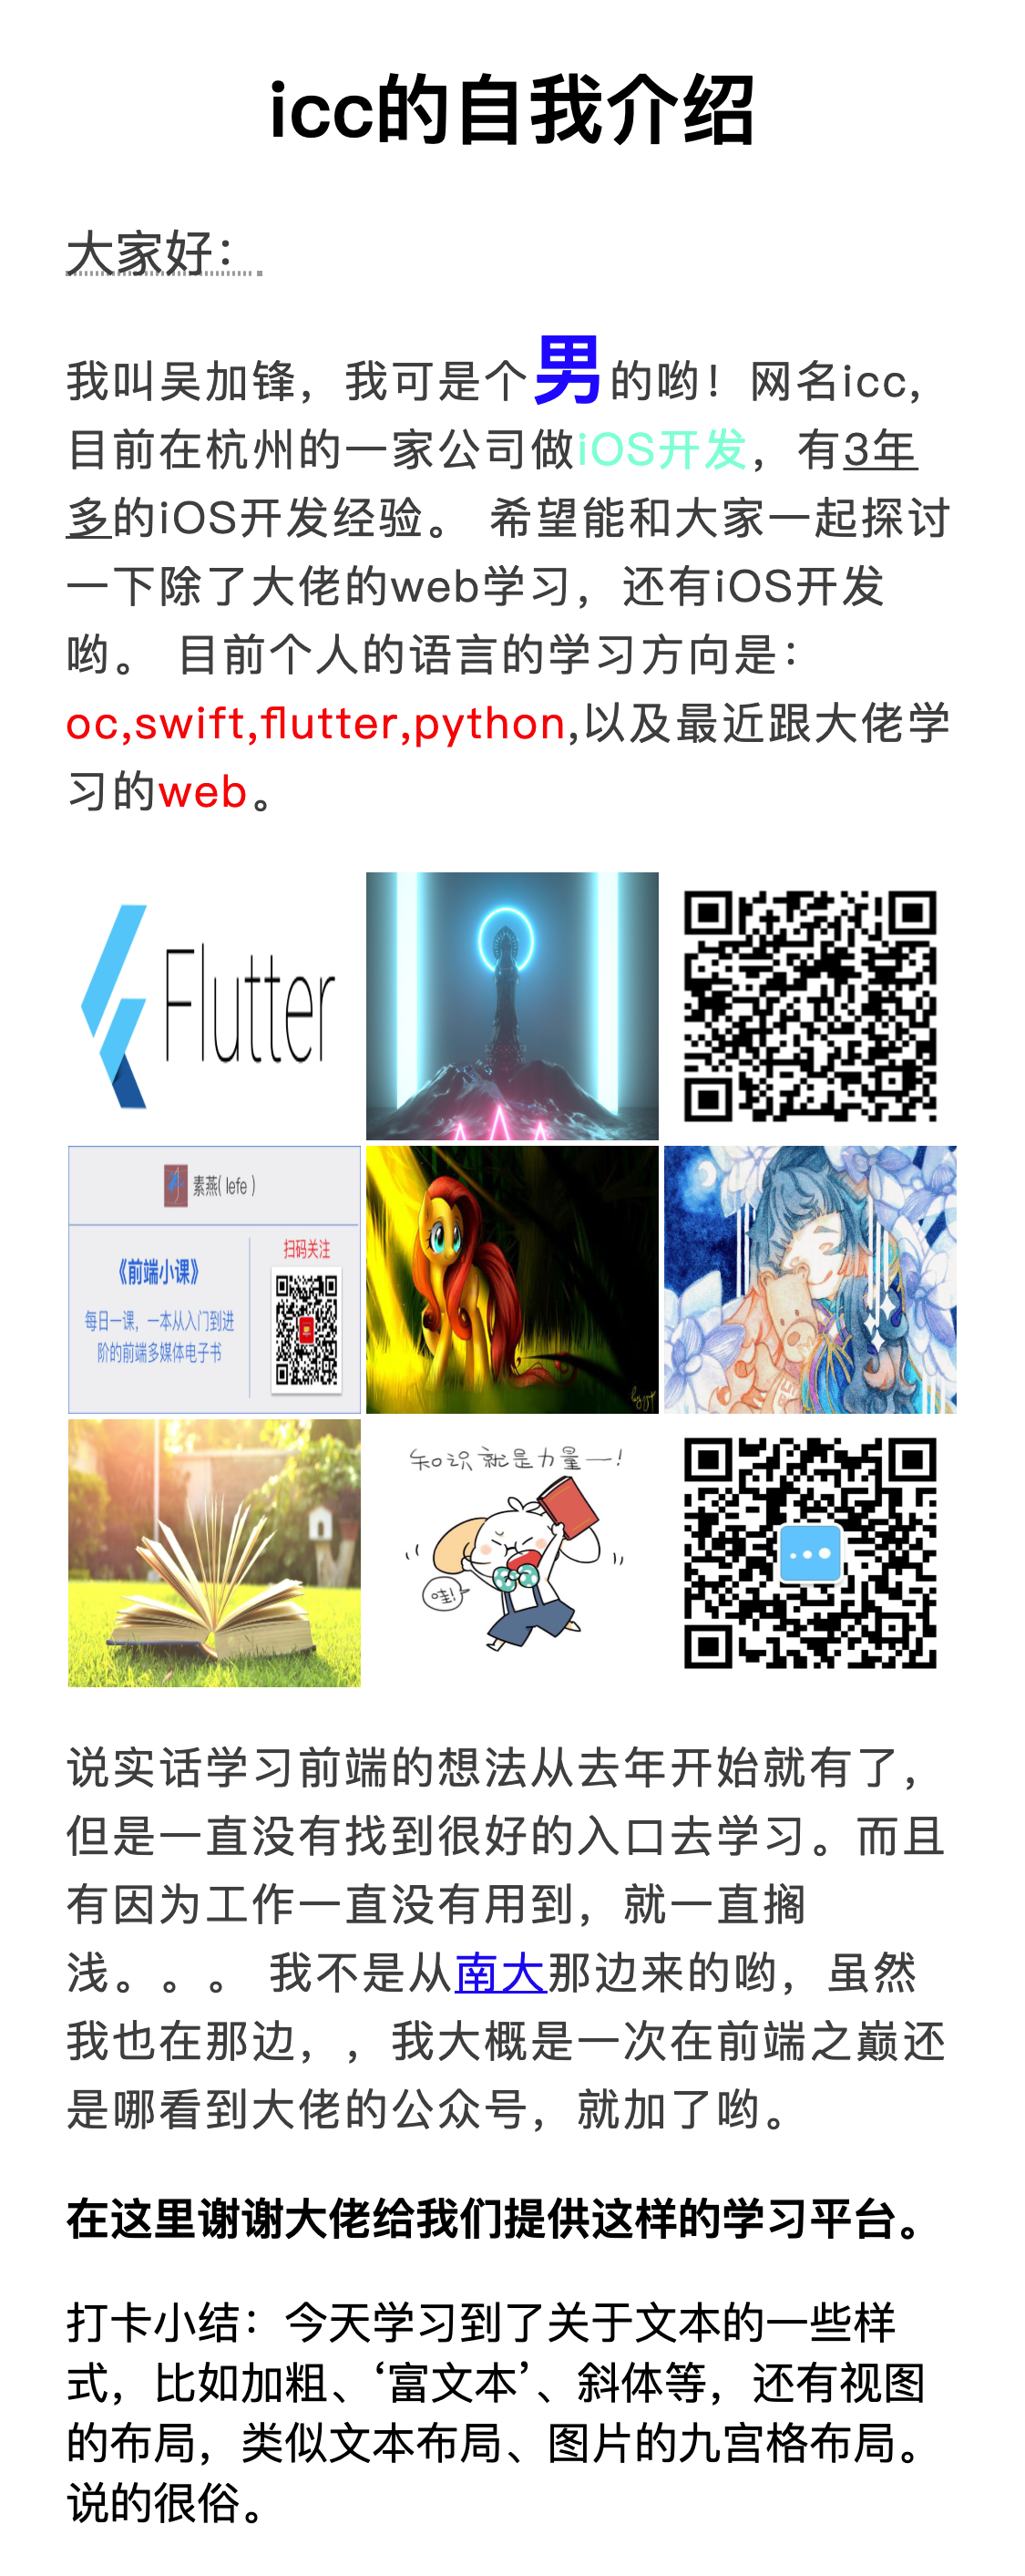 icc的自我介绍
大家好：
我叫吴加锋，我可是个男的哟！网名icc,
目前在杭州的一家公司做iOS开发，有3年
多的iOS开发经验。 希望能和大家一起探讨
一下除了大佬的web学习，还有iOS开发
哟。 目前个人的语言的学习方向是：
oc,swift,flutter,python,以及最近跟大佬学
习的web。
Flutter
素燕( lefe )
《前端小课》
每日一课，一本从入门到进
阶的前端多媒体电子书
扫码关注
知识就是力量一！
哇!
说实话学习前端的想法从去年开始就有了，
但是一直没有找到很好的入口去学习。而且
有因为工作一直没有用到，就一直搁
浅。。。 我不是从南大那边来的哟，虽然
我也在那边，，我大概是一次在前端之巅还
是哪看到大佬的公众号，就加了哟。
在这里谢谢大佬给我们提供这样的学习平台。
打卡小结：今天学习到了关于文本的一些样
式，比如加粗、‘富文本’、斜体等，还有视图
的布局，类似文本布局、图片的九宫格布局。
说的很俗。